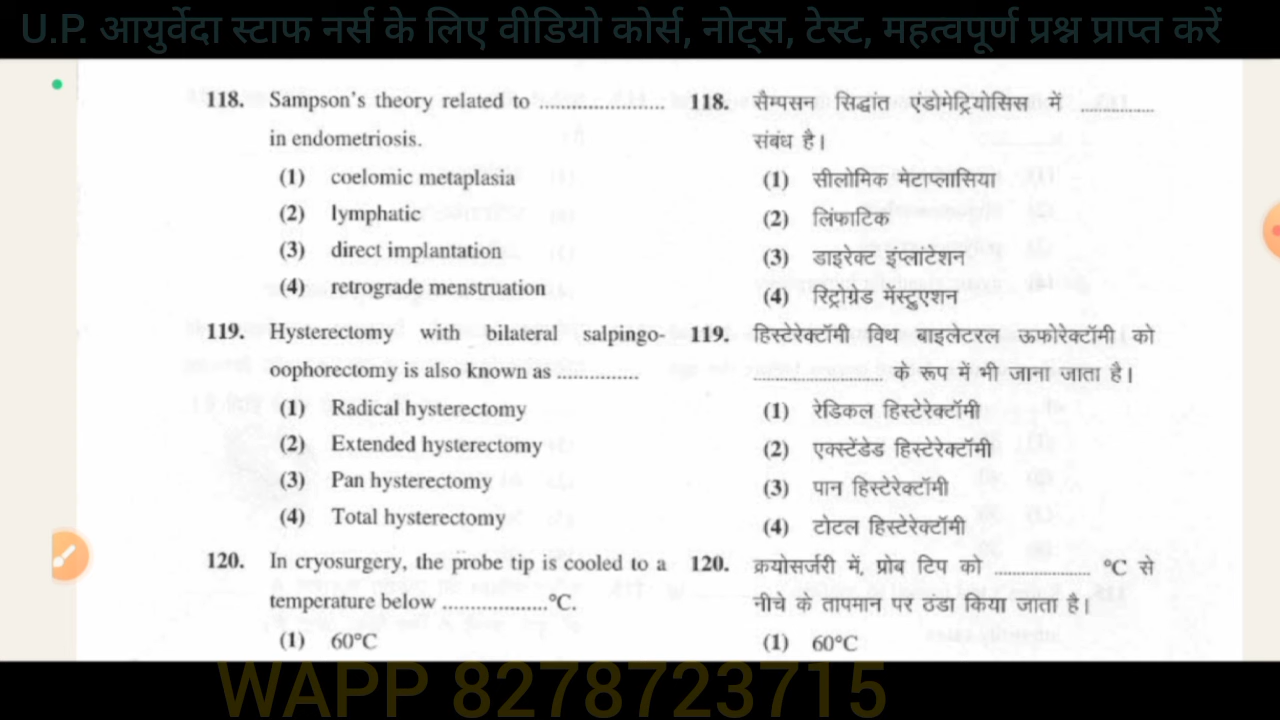 U.P. आयुर्वेदा स्टाफ नर्स के लिए वीडियो कोर्स, नोट्स, टेस्ट, महत्वपूर्ण प्रश्न प्राप्त करें
118. Sampson's theory related to ......................
in endometriosis.
(1) coelomic metaplasia
(2) lymphatic
(3) direct implantation
(4) retrograde menstruation
119. Hysterectomy with bilateral salpingo-
oophorectomy is also known as ..............
(1) Radical hysterectomy
(2) Extended hysterectomy
(3) Pan hysterectomy
(4) Total hysterectomy
120. In cryosurgery, the probe tip is cooled to a
temperature below ..................°C.
(1) 60°C
118. सैम्पसन सिद्धांत एंडोमेट्रियोसिस में ............
संबंध है।
(1) सीलोमिक मेटाप्लासिया
(2) लिंफाटिक
(3) डाइरेक्ट इंप्लांटेशन
(4) रिट्रोग्रेड मेंस्ट्रुएशन
119. हिस्टेरेक्टॉमी विथ बाइलेटरल ऊफोरेक्टॉमी को
...................... के रूप में भी जाना जाता है।
(1) रेडिकल हिस्टेरेक्टॉमी
(2) एक्स्टेंडेड हिस्टेरेक्टॉमी
(3) पान हिस्टेरेक्टॉमी
(4) टोटल हिस्टेरेक्टॉमी
120. क्रयोसर्जरी में, प्रोब टिप को ................ °C से
नीचे के तापमान पर ठंडा किया जाता है।
(1) 60°C
WAPP 8278723715